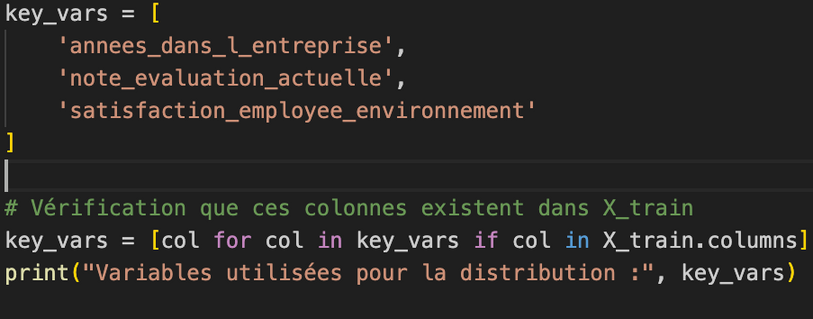 key_vars = [
    'annees_dans_l_entreprise',
    'note_evaluation_actuelle',
    'satisfaction_employee_environnement'
]
# Vérification que ces colonnes existent dans X_train
key_vars = [col for col in key_vars if col in X_train.columns]
print("Variables utilisées pour la distribution :", key_vars)